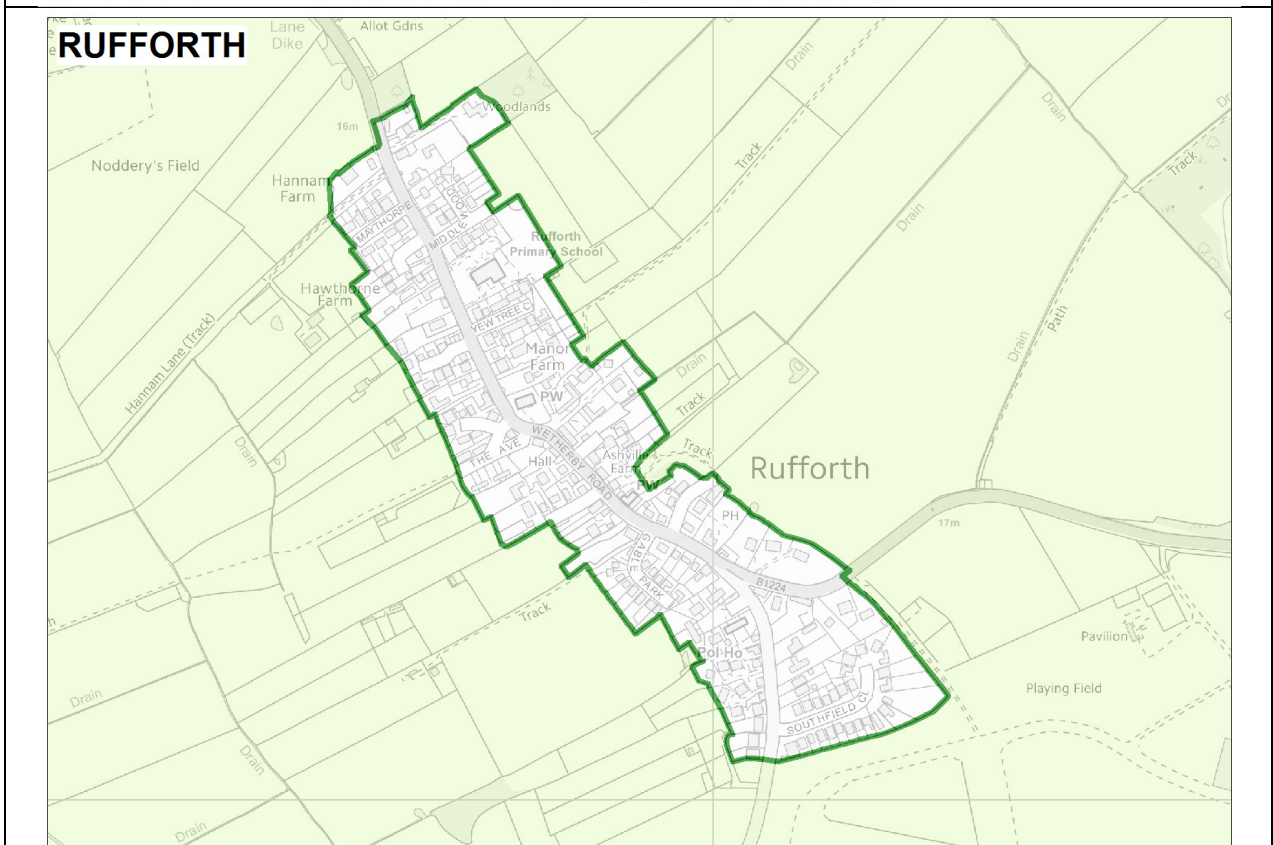 RUFFORTH
Lane
Dike
Allot Gdns
Drain
Drain
Woodlands
16m
Noddery's Field
Track
Track
Hannam
Farm
MAYTHORPE
MIDDLE
WOOD
Drain
Rufforth
Primary School
Hawthorne
Farm
Hannam Lane (Track)
YEW TREE CL
Manor
Farm
PW
Drain
Path
Drain
Track
Drain
THE AVE
Hall
WETHERBY ROAD
Ashville
Farm
PW
Track
Rufforth
PH
17m
GABLE
PARK
B1224
Track
Pol Ho
Pavilion
Playing Field
Drain
SOUTHFIELD CL
Drain
Drain